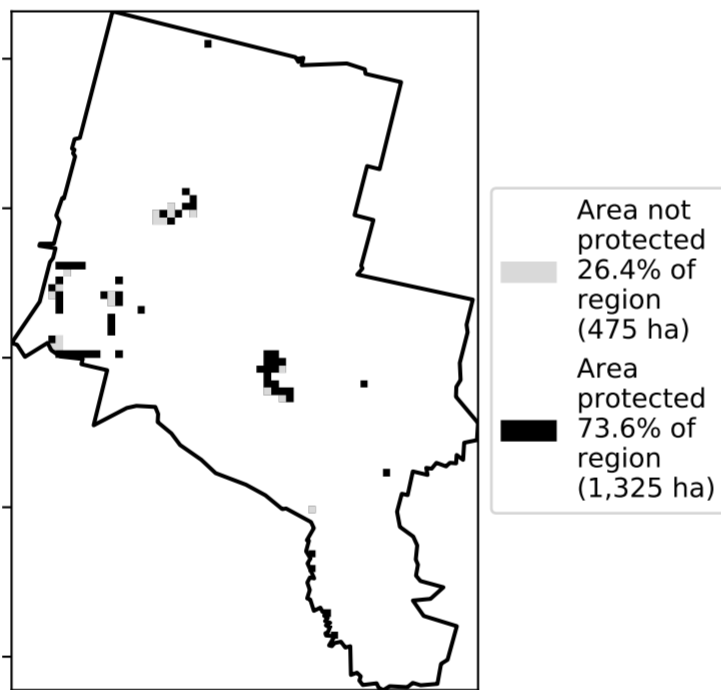 Area not
protected
26.4% of
region
(475 ha)
Area
protected
73.6% of
region
(1,325 ha)